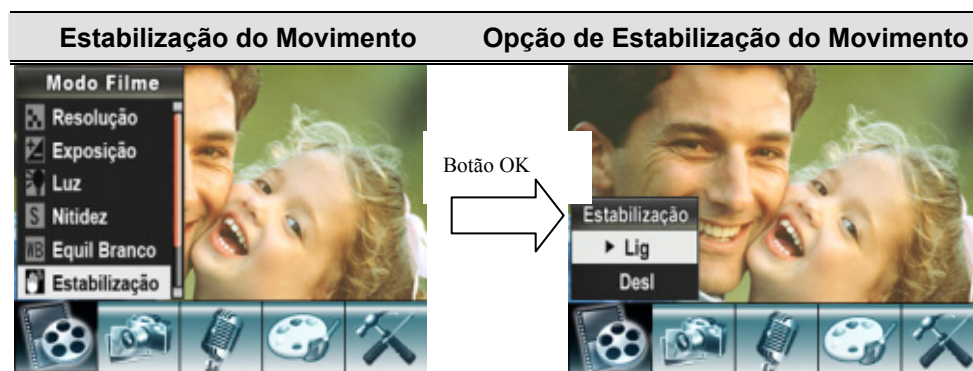 Estabilização do Movimento
Opção de Estabilização do Movimento
Modo Filme
Resolução
Exposição
Luz
S Nitidez
WB Equil Branco
Estabilização
Botão OK
Estabilização
Lig
Desl